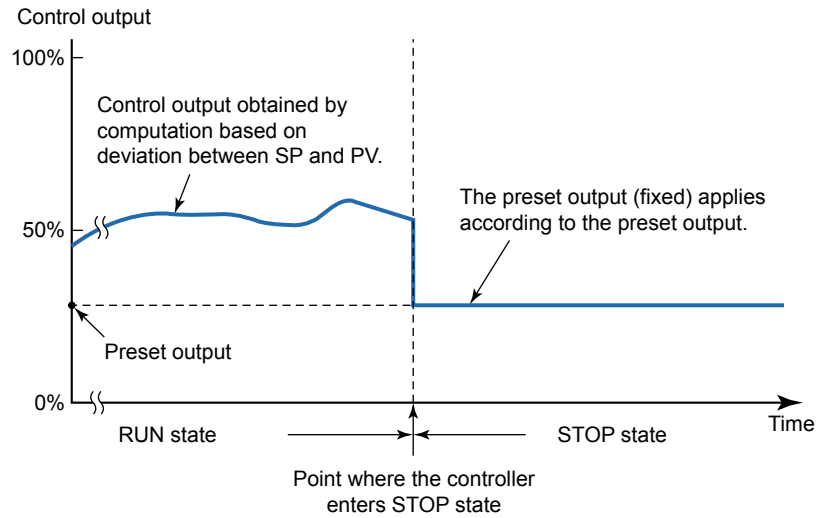 Control output
100%
Control output obtained by
computation based on
deviation between SP and PV.
The preset output (fixed) applies
according to the preset output.
50%
Preset output
0%
Time
RUN state
STOP state
Point where the controller
enters STOP state